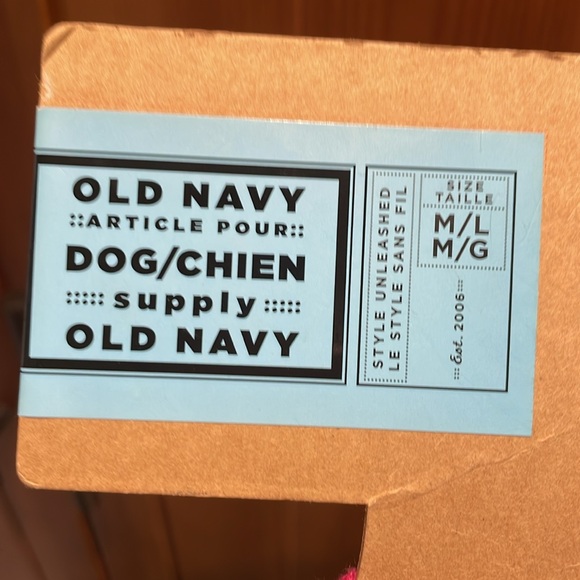 OLD NAVY
::ARTICLE POUR::
DOG/CHIEN
supply
OLD NAVY
STYLE UNLEASHED
LE STYLE SANS FIL
SIZE
TAILLE
M/L
M/G
Est. 2006